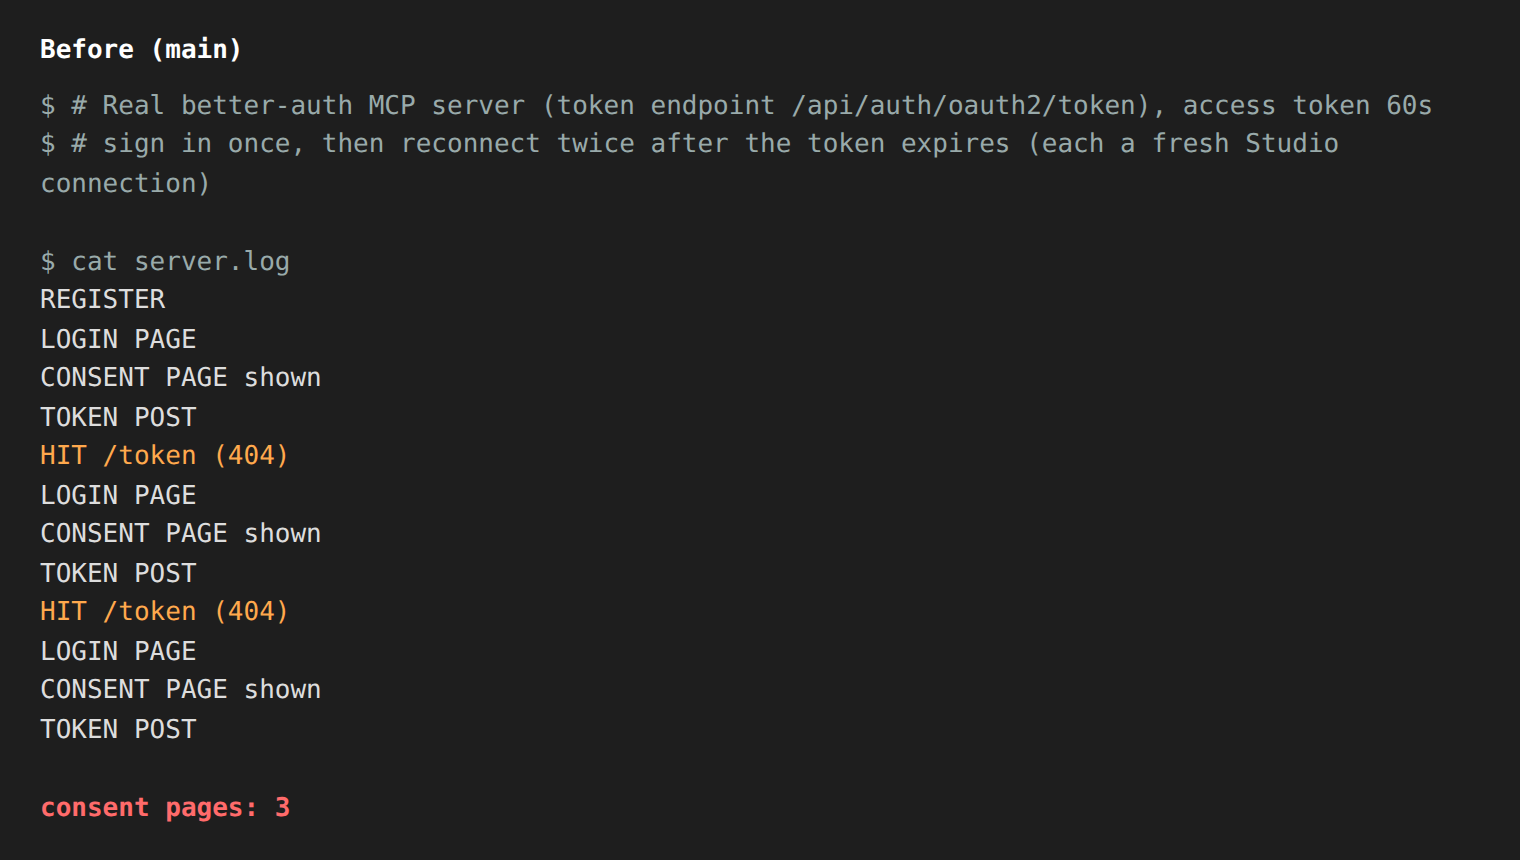 Before (main)
$ # Real better-auth MCP server (token endpoint /api/auth/oauth2/token), access token 60s
$ # sign in once, then reconnect twice after the token expires (each a fresh Studio
connection)
$ cat server.log
REGISTER
LOGIN PAGE
CONSENT PAGE shown
TOKEN POST
HIT /token (404)
LOGIN PAGE
CONSENT PAGE shown
TOKEN POST
HIT /token (404)
LOGIN PAGE
CONSENT PAGE shown
TOKEN POST
consent pages: 3